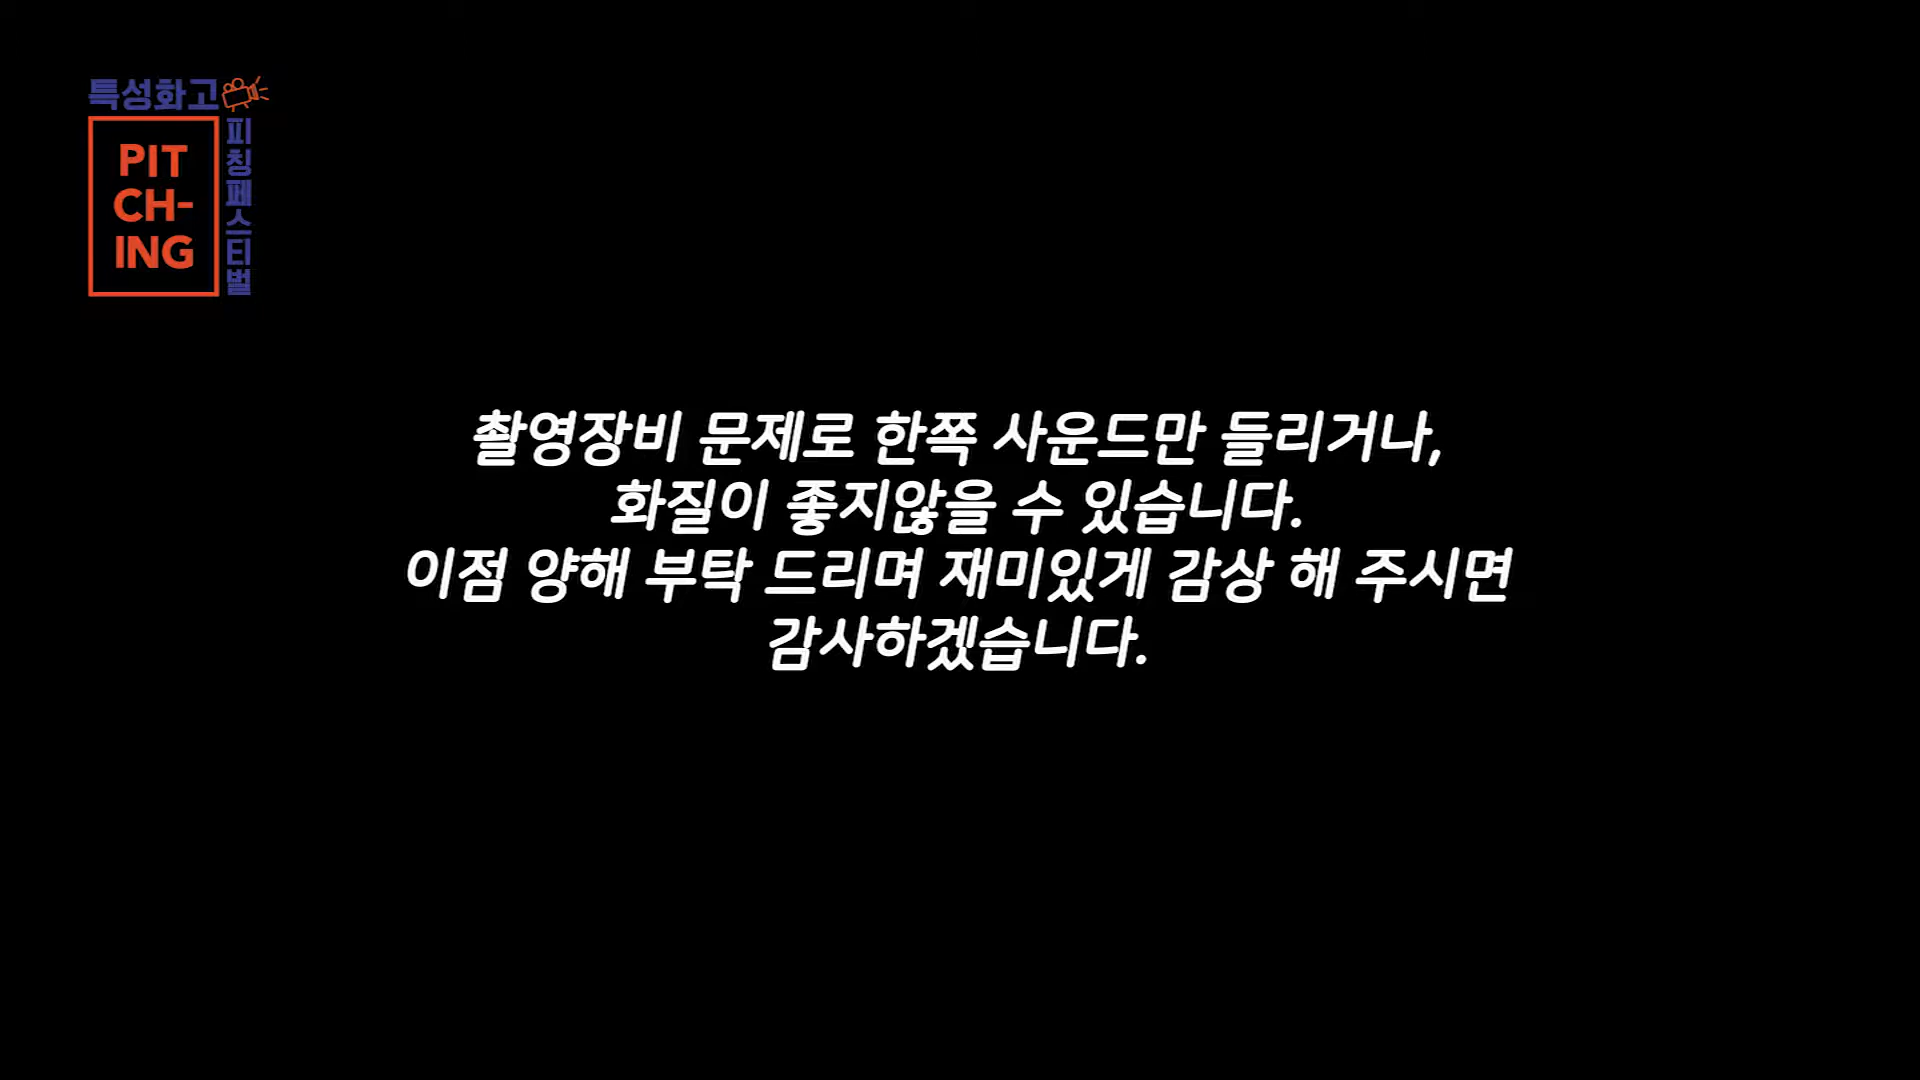 특성화고
PIT
CH-
ING
피칭페스티벌
촬영장비 문제로 한쪽 사운드만 들리거나,
화질이 좋지않을 수 있습니다.
이점 양해 부탁 드리며 재미있게 감상 해 주시면
감사하겠습니다.